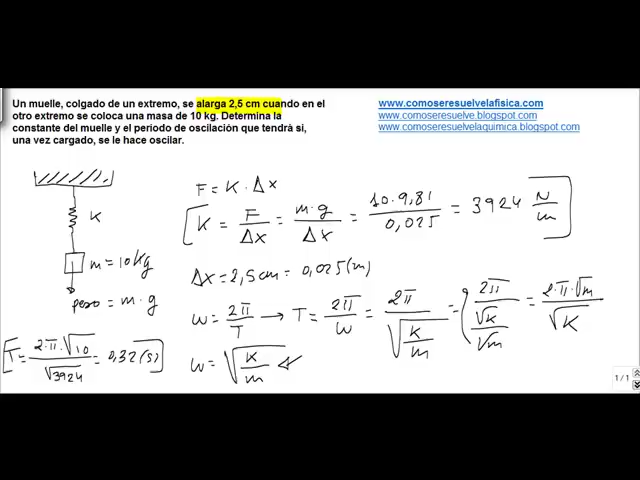 Un muelle, colgado de un extremo, se alarga 2,5 cm cuando en el
otro extremo se coloca una masa de 10 kg. Determina la
constante del muelle y el periodo de oscilación que tendrá si,
una vez cargado, se le hace oscilar.
www.comoseresuelvelafisica.com
www.comoseresuelve.blogspot.com
www.comoseresuelvelaquimica.blogspot.com
F = K · Δx
K = F/Δx = m·g/Δx = 10·9,81/0,025 = 3924 N/m
K
m = 10kg
peso = m·g
Δx = 2,5cm = 0,025(m)
w = 2π/T → T = 2π/w = 2π/√(K/m) = 2π/(√K/√m) = 2·π·√m/√K
w = √(K/m)
T = 2·π·√10/√3924 = 0,32(s)
1/1